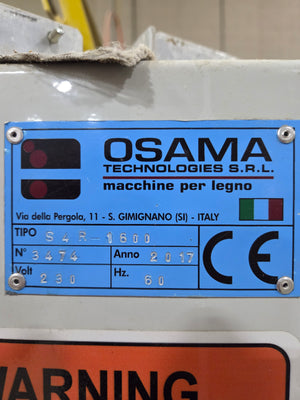 OSAMA
TECHNOLOGIES S.R.L.
macchine per legno
Via della Pergola, 11 - S. GIMIGNANO (SI) - ITALY
TIPO S4R-1600
N° 3474 Anno 2017
Volt 230 Hz. 60
CE
WARNING